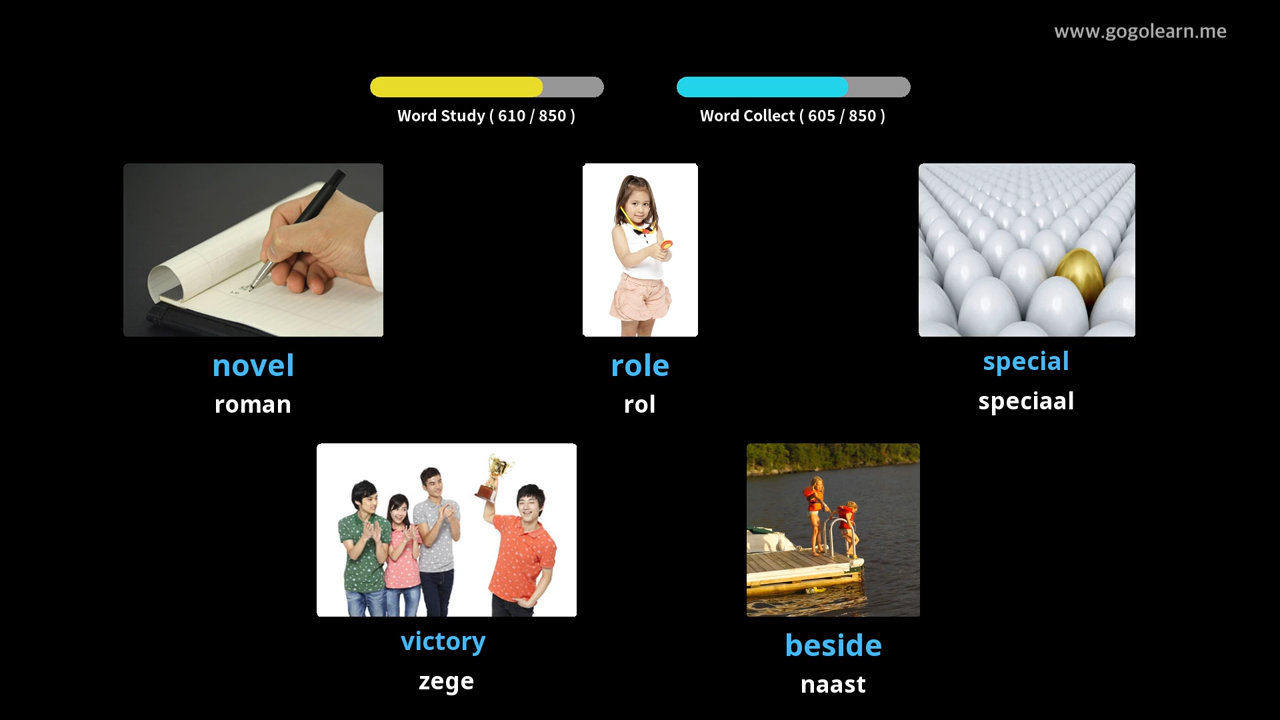 www.gogolearn.me
Word Study ( 610 / 850 )
Word Collect ( 605 / 850 )
novel
roman
role
rol
special
speciaal
victory
zege
beside
naast